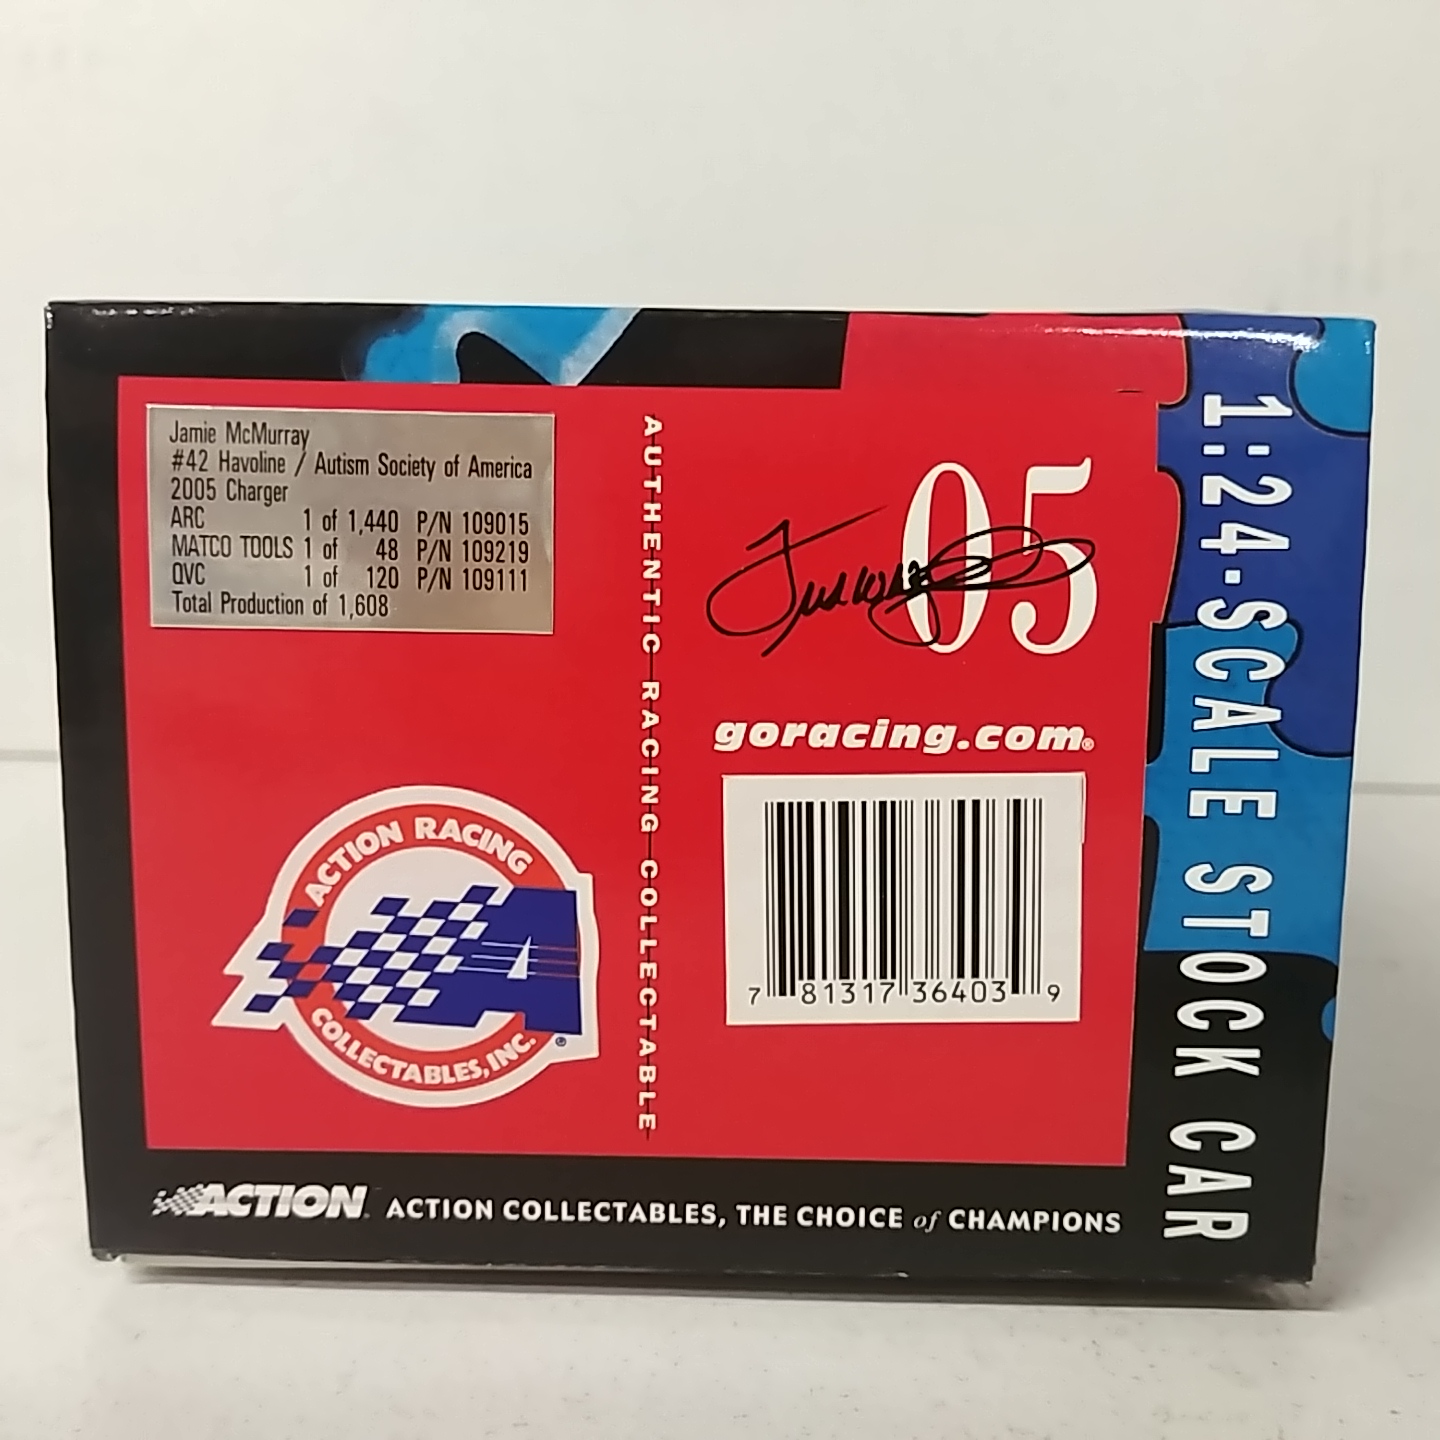 Jamie McMurray
#42 Havoline / Autism Society of America
2005 Charger
ARC 1 of 1,440 P/N 109015
MATCO TOOLS 1 of 48 P/N 109219
QVC 1 of 120 P/N 109111
Total Production of 1,608
AUTHENTIC RACING COLLECTABLE
05
goracing.com®
7 81317 36403 9
ACTION RACING
COLLECTABLES, INC.®
ACTION ACTION COLLECTABLES, THE CHOICE of CHAMPIONS
1:24-SCALE STOCK CAR